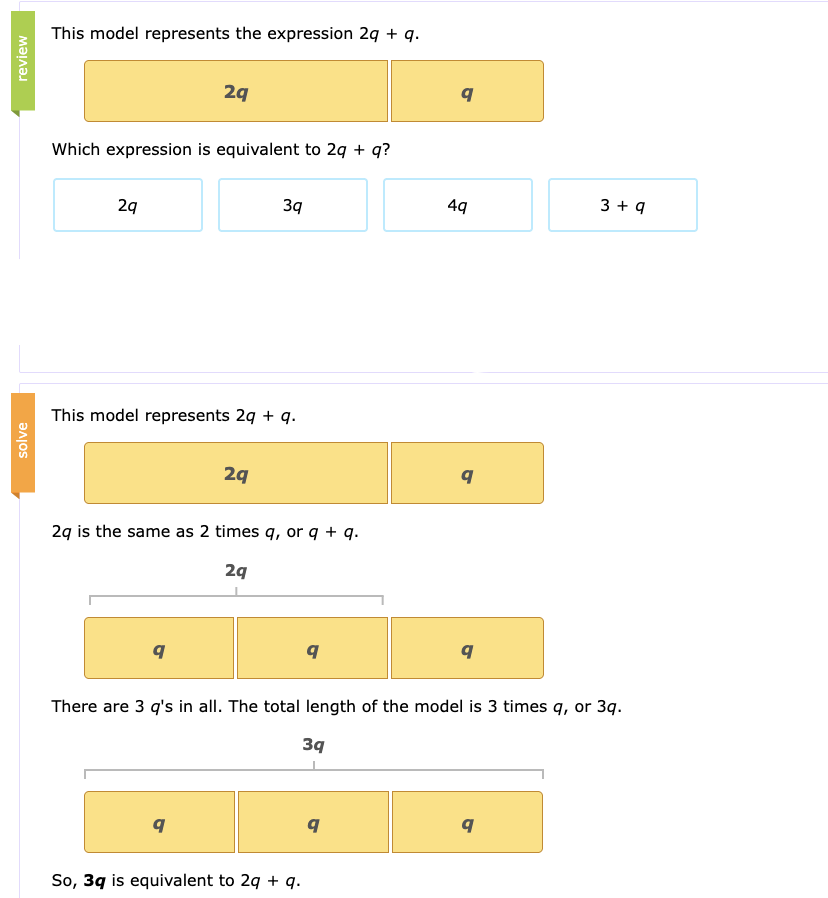 review
This model represents the expression 2q + q.
2q q
Which expression is equivalent to 2q + q?
2q 3q 4q 3 + q
solve
This model represents 2q + q.
2q q
2q is the same as 2 times q, or q + q.
2q
q q q
There are 3 q's in all. The total length of the model is 3 times q, or 3q.
3q
q q q
So, 3q is equivalent to 2q + q.